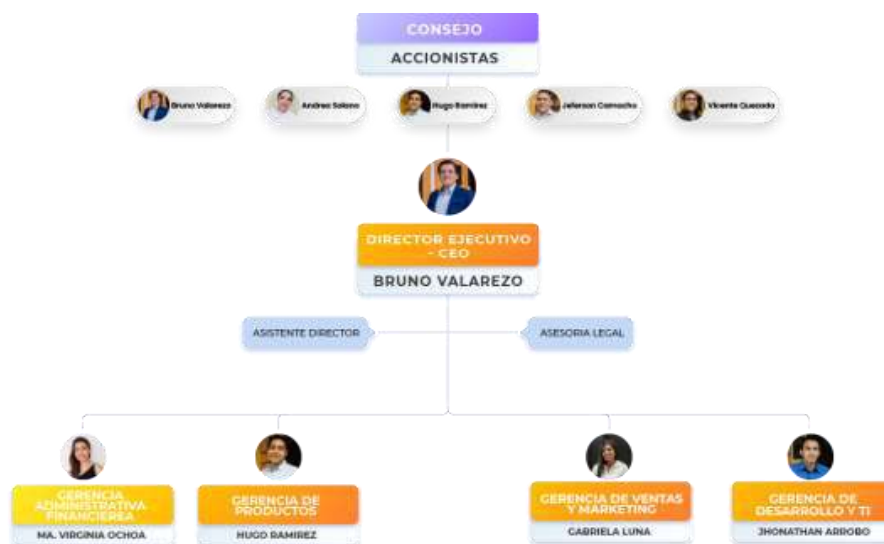 CONSEJO
ACCIONISTAS
Bruno Valarezo
Andrea Solano
Hugo Ramirez
Jeferson Camacho
Vicente Quezada
DIRECTOR EJECUTIVO
- CEO
BRUNO VALAREZO
ASISTENTE DIRECTOR
ASESORIA LEGAL
GERENCIA
ADMINISTRATIVA
FINANCIEREA
MA. VIRGINIA OCHOA
GERENCIA DE
PRODUCTOS
HUGO RAMIREZ
GERENCIA DE VENTAS
Y MARKETING
GABRIELA LUNA
GERENCIA DE
DESARROLLO Y TI
JHONATHAN ARROBO